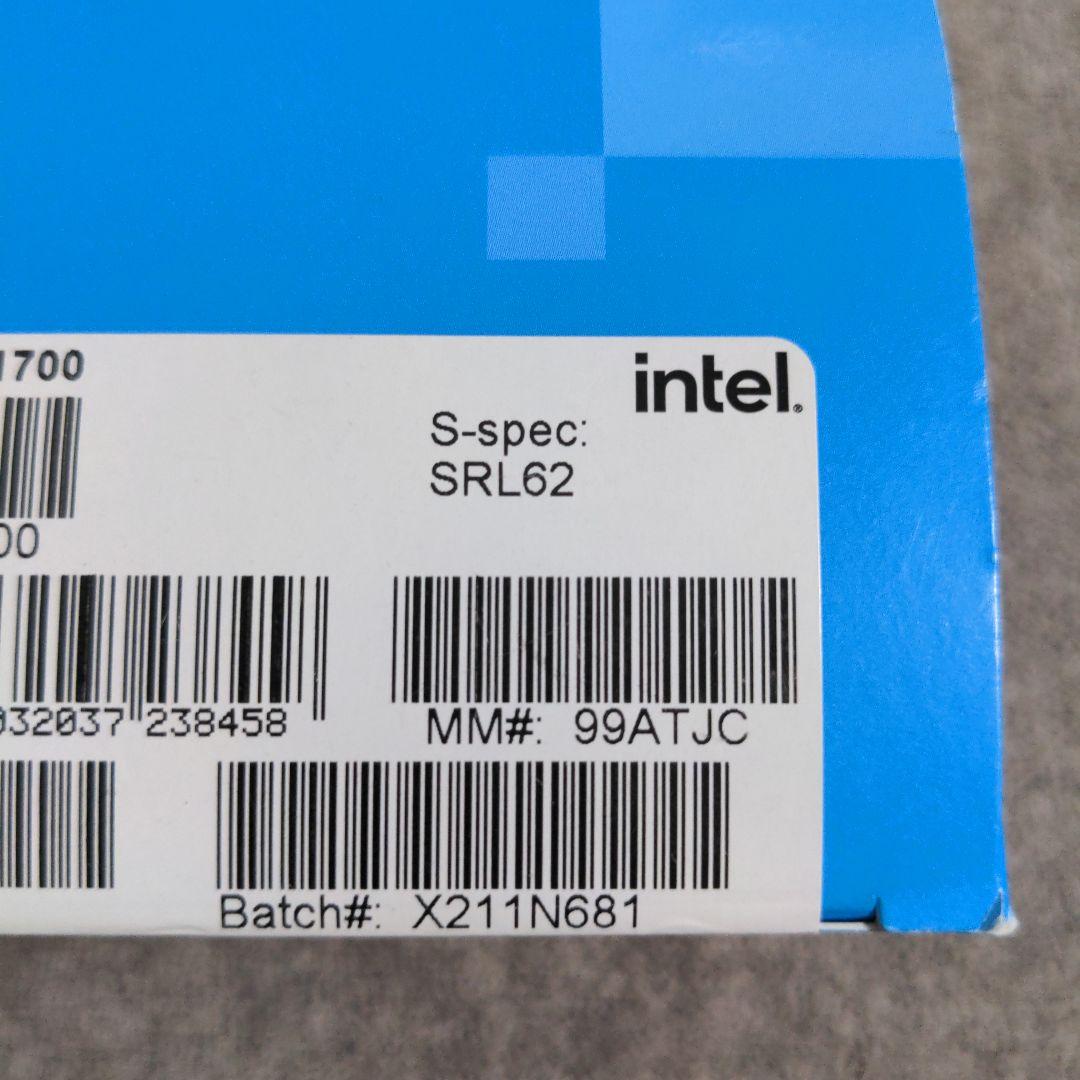 1700
intel®
S-spec:
SRL62
00
032037 238458
MM#: 99ATJC
Batch#: X211N681